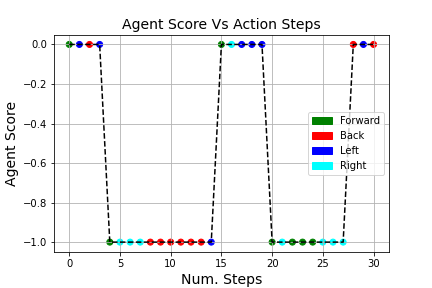 Agent Score Vs Action Steps
0.0
−0.2
−0.4
−0.6
−0.8
−1.0
Agent Score
Forward
Back
Left
Right
0 5 10 15 20 25 30
Num. Steps